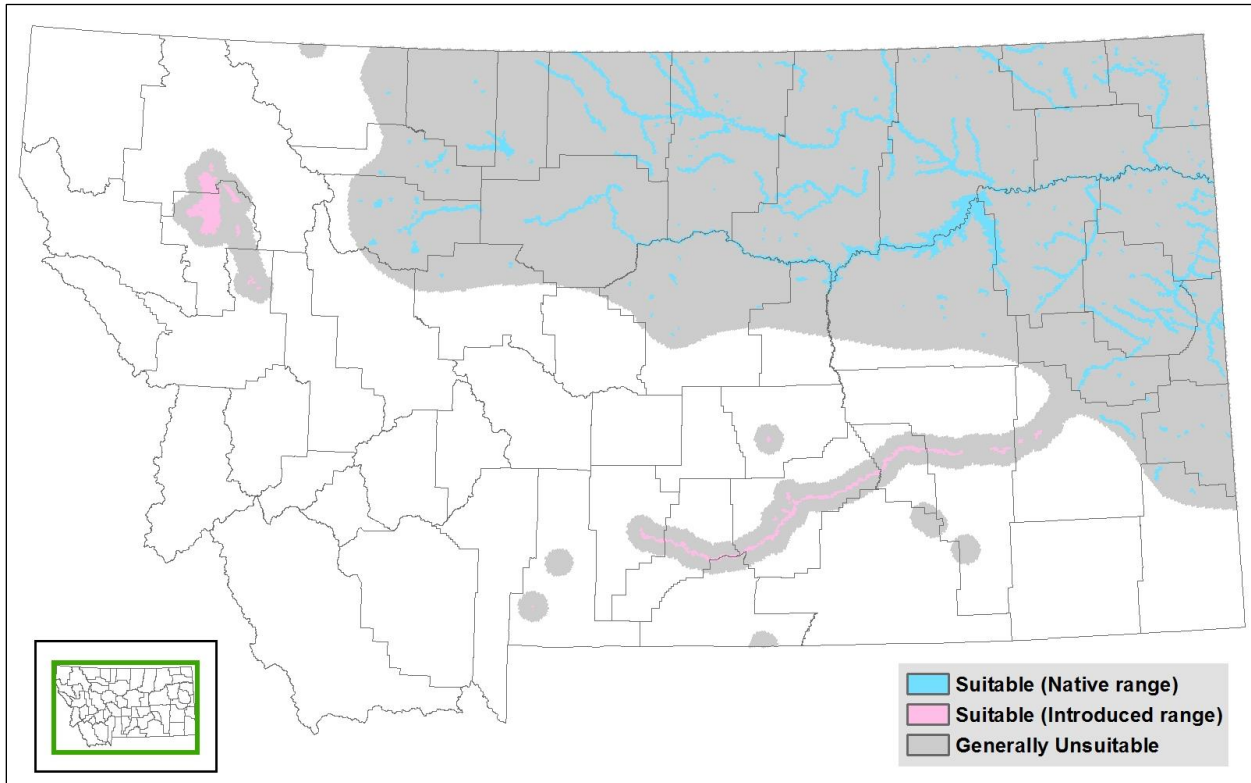 Suitable (Native range)
Suitable (Introduced range)
Generally Unsuitable